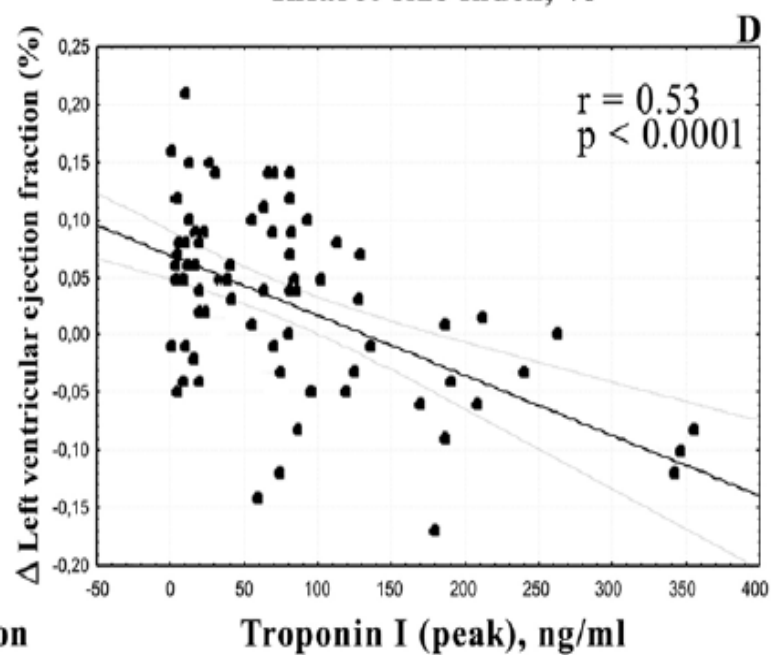 D
r = 0.53
p < 0.0001
Δ Left ventricular ejection fraction (%)
0,25
0,20
0,15
0,10
0,05
0,00
-0,05
-0,10
-0,15
-0,20
-50 0 50 100 150 200 250 300 350 400
on Troponin I (peak), ng/ml